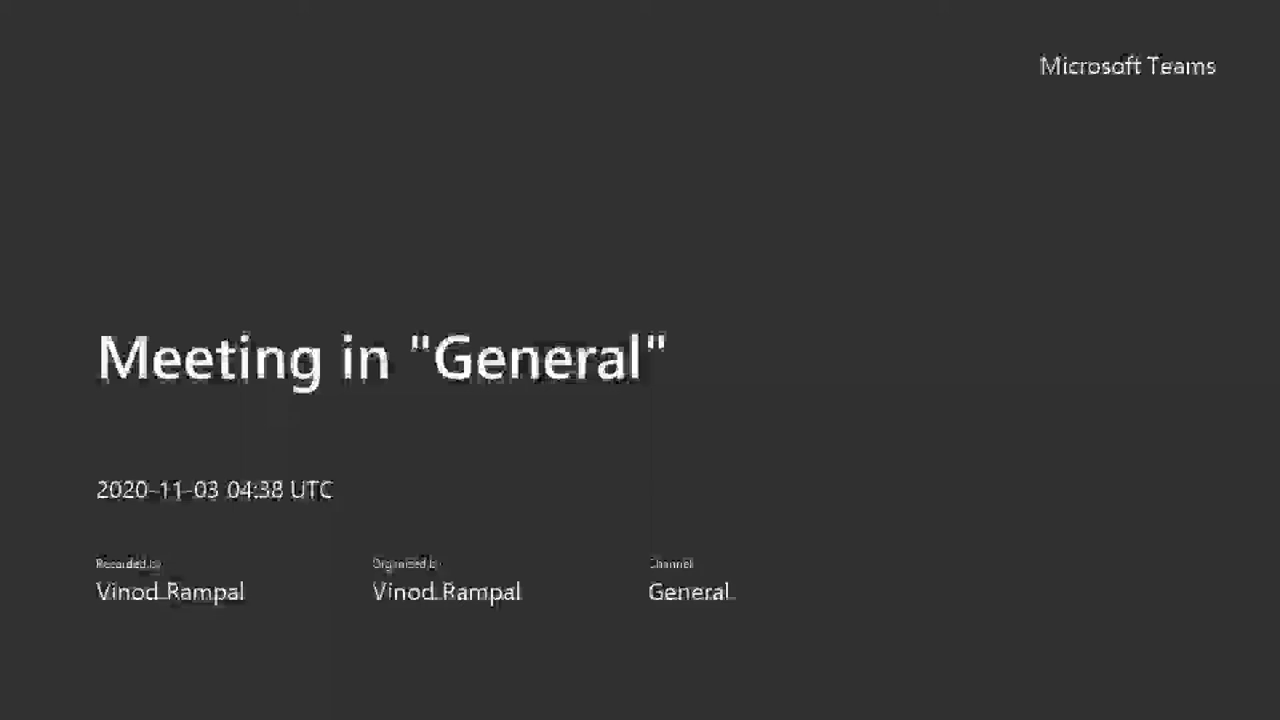 Microsoft Teams
Meeting in "General"
2020-11-03 04:38 UTC
Recorded by Organized by Channel
Vinod Rampal Vinod Rampal General